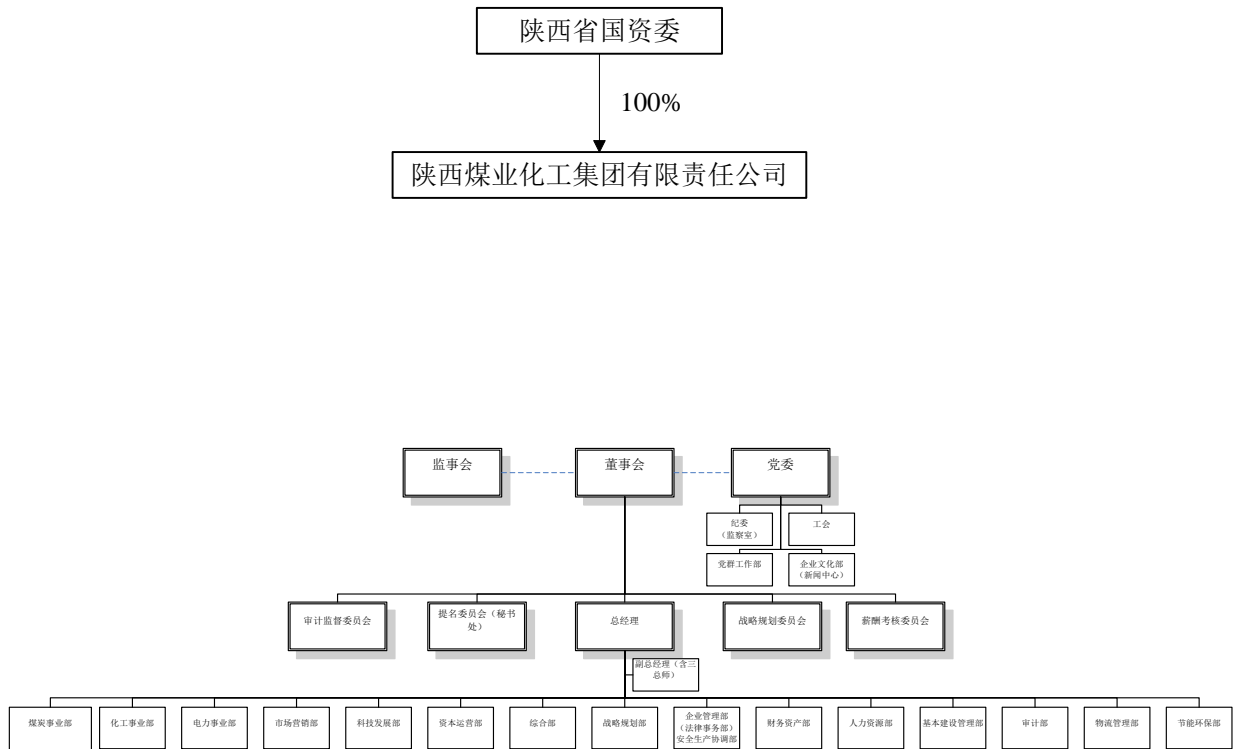 陕西省国资委
100%
陕西煤业化工集团有限责任公司
监事会
董事会
党委
纪委
（监察室）
工会
党群工作部
企业文化部
（新闻中心）
审计监督委员会
提名委员会（秘书
处）
总经理
战略规划委员会
薪酬考核委员会
副总经理（含三
总师）
煤炭事业部
化工事业部
电力事业部
市场营销部
科技发展部
资本运营部
综合部
战略规划部
企业管理部
（法律事务部）
安全生产协调部
财务资产部
人力资源部
基本建设管理部
审计部
物流管理部
节能环保部